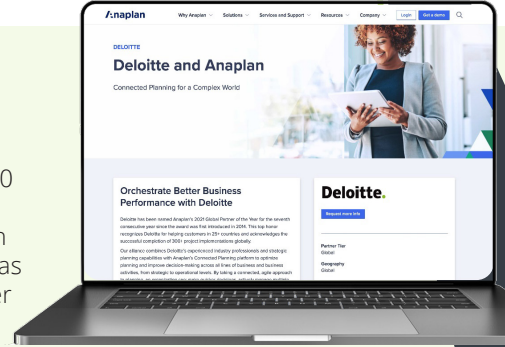 Anaplan
Why Anaplan Solutions Services and Support Resources Company Login Get a demo
DELOITTE
Deloitte and Anaplan
Connected Planning for a Complex World
Orchestrate Better Business
Performance with Deloitte
Deloitte has been named Anaplan's 2021 Global Partner of the Year for the seventh
consecutive year since the award was first introduced in 2014. This top honor
recognizes Deloitte for helping customers in 25+ countries and acknowledges the
successful completion of 300+ project implementations globally.
Our alliance combines Deloitte's experienced industry professionals and strategic
planning capabilities with Anaplan's Connected Planning platform to optimize
planning and improve decision-making across all lines of business and business
activities, from strategic to operational levels. By taking a connected, agile approach
Deloitte.
Request more info
Partner Tier
Global
Geography
Global
0
as